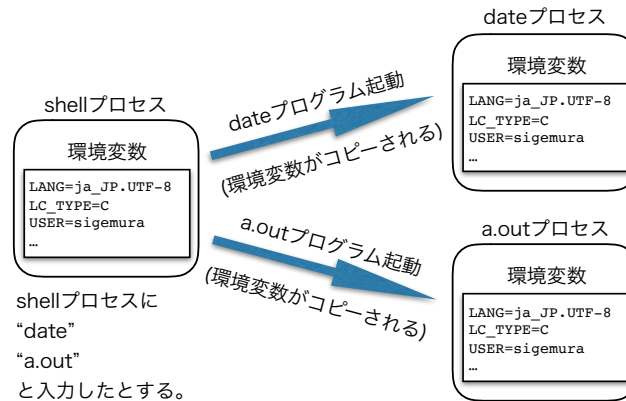 shellプロセス
環境変数
LANG=ja_JP.UTF-8
LC_TYPE=C
USER=sigemura
…
shellプロセスに
“date”
“a.out”
と入力したとする。
dateプログラム起動
(環境変数がコピーされる)
a.outプログラム起動
(環境変数がコピーされる)
dateプロセス
環境変数
LANG=ja_JP.UTF-8
LC_TYPE=C
USER=sigemura
…
a.outプロセス
環境変数
LANG=ja_JP.UTF-8
LC_TYPE=C
USER=sigemura
…